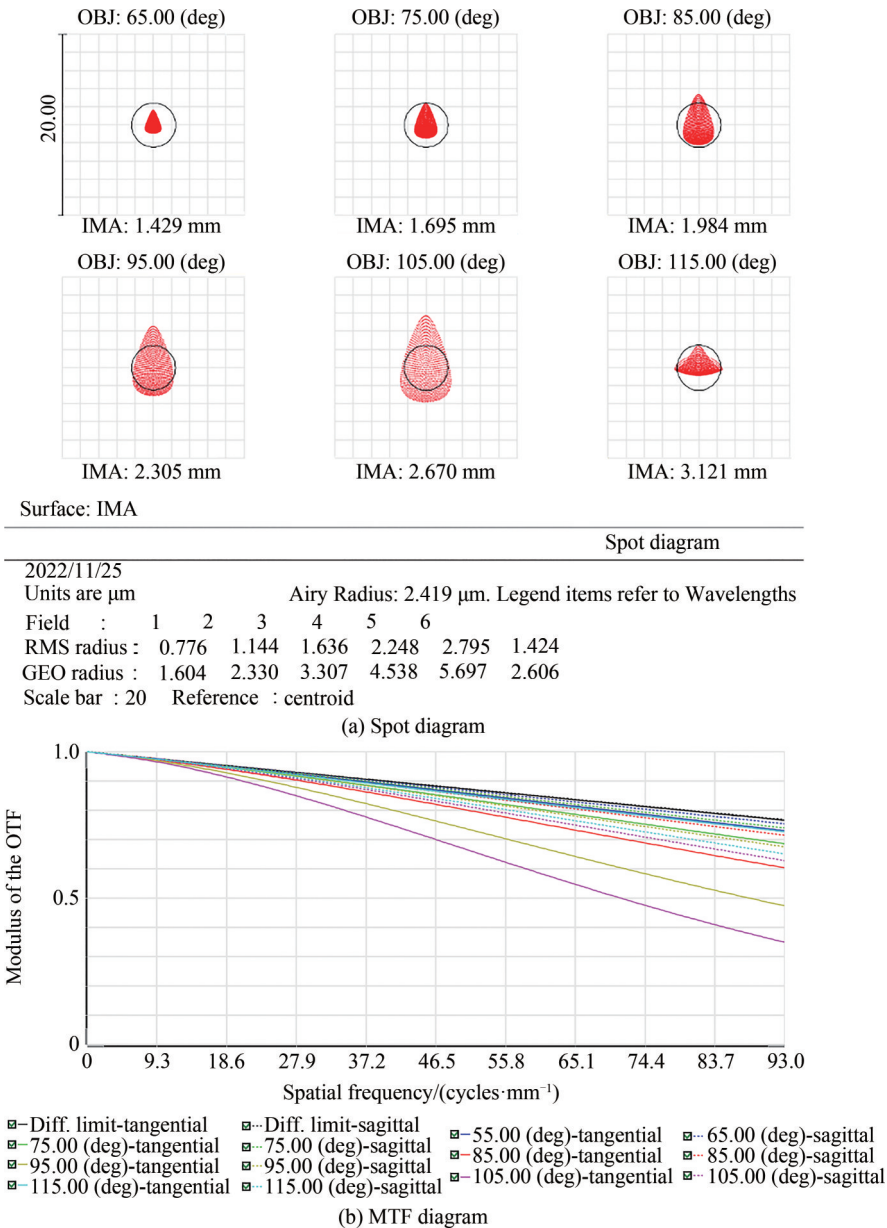 OBJ: 65.00 (deg) OBJ: 75.00 (deg) OBJ: 85.00 (deg)
20.00
IMA: 1.429 mm IMA: 1.695 mm IMA: 1.984 mm
OBJ: 95.00 (deg) OBJ: 105.00 (deg) OBJ: 115.00 (deg)
IMA: 2.305 mm IMA: 2.670 mm IMA: 3.121 mm
Surface: IMA
Spot diagram
2022/11/25
Units are μm Airy Radius: 2.419 μm. Legend items refer to Wavelengths
Field : 1 2 3 4 5 6
RMS radius : 0.776 1.144 1.636 2.248 2.795 1.424
GEO radius : 1.604 2.330 3.307 4.538 5.697 2.606
Scale bar : 20 Reference : centroid
(a) Spot diagram
1.0
0.5
0
Modulus of the OTF
0 9.3 18.6 27.9 37.2 46.5 55.8 65.1 74.4 83.7 93.0
Spatial frequency/(cycles·mm⁻¹)
Diff. limit-tangential Diff. limit-sagittal 55.00 (deg)-tangential 65.00 (deg)-sagittal
75.00 (deg)-tangential 75.00 (deg)-sagittal 85.00 (deg)-tangential 85.00 (deg)-sagittal
95.00 (deg)-tangential 95.00 (deg)-sagittal 105.00 (deg)-tangential 105.00 (deg)-sagittal
115.00 (deg)-tangential 115.00 (deg)-sagittal
(b) MTF diagram